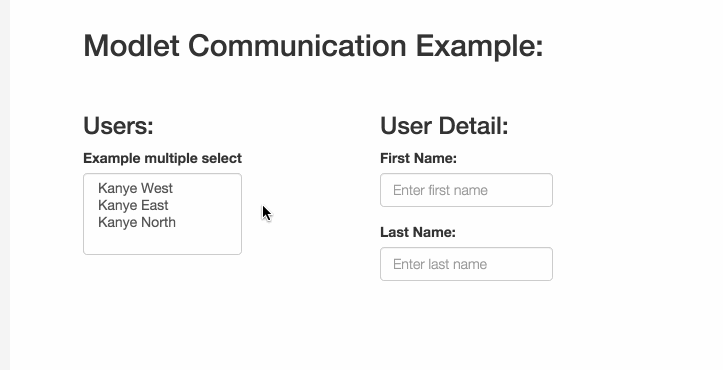 Modlet Communication Example:
Users:
Example multiple select
Kanye West
Kanye East
Kanye North
User Detail:
First Name:
Enter first name
Last Name:
Enter last name